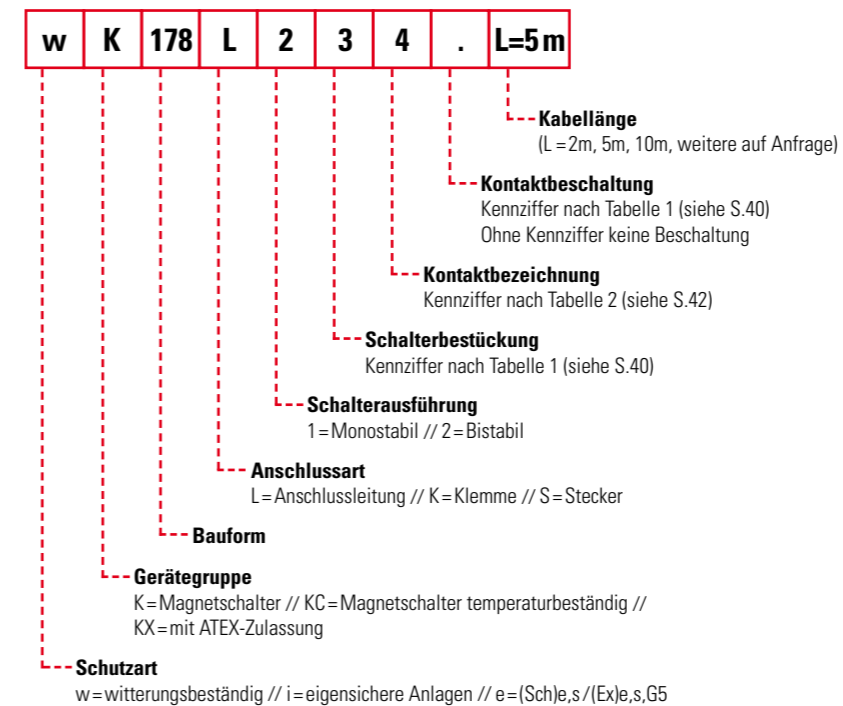 w K 178 L 2 3 4 . L=5 m
Kabellänge
(L = 2m, 5m, 10m, weitere auf Anfrage)
Kontaktbeschaltung
Kennziffer nach Tabelle 1 (siehe S.40)
Ohne Kennziffer keine Beschaltung
Kontaktbezeichnung
Kennziffer nach Tabelle 2 (siehe S.42)
Schalterbestückung
Kennziffer nach Tabelle 1 (siehe S.40)
Schalterausführung
1 = Monostabil // 2 = Bistabil
Anschlussart
L = Anschlussleitung // K = Klemme // S = Stecker
Bauform
Gerätegruppe
K = Magnetschalter // KC = Magnetschalter temperaturbeständig //
KX = mit ATEX-Zulassung
Schutzart
w = witterungsbeständig // i = eigensichere Anlagen // e = (Sch)e,s/(Ex)e,s,G5